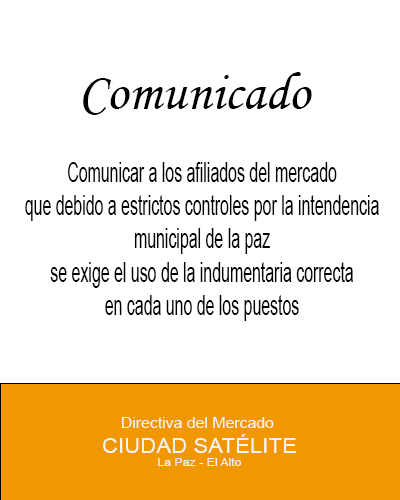 Comunicado
Comunicar a los afiliados del mercado
que debido a estrictos controles por la intendencia
municipal de la paz
se exige el uso de la indumentaria correcta
en cada uno de los puestos
Directiva del Mercado
CIUDAD SATÉLITE
La Paz - El Alto